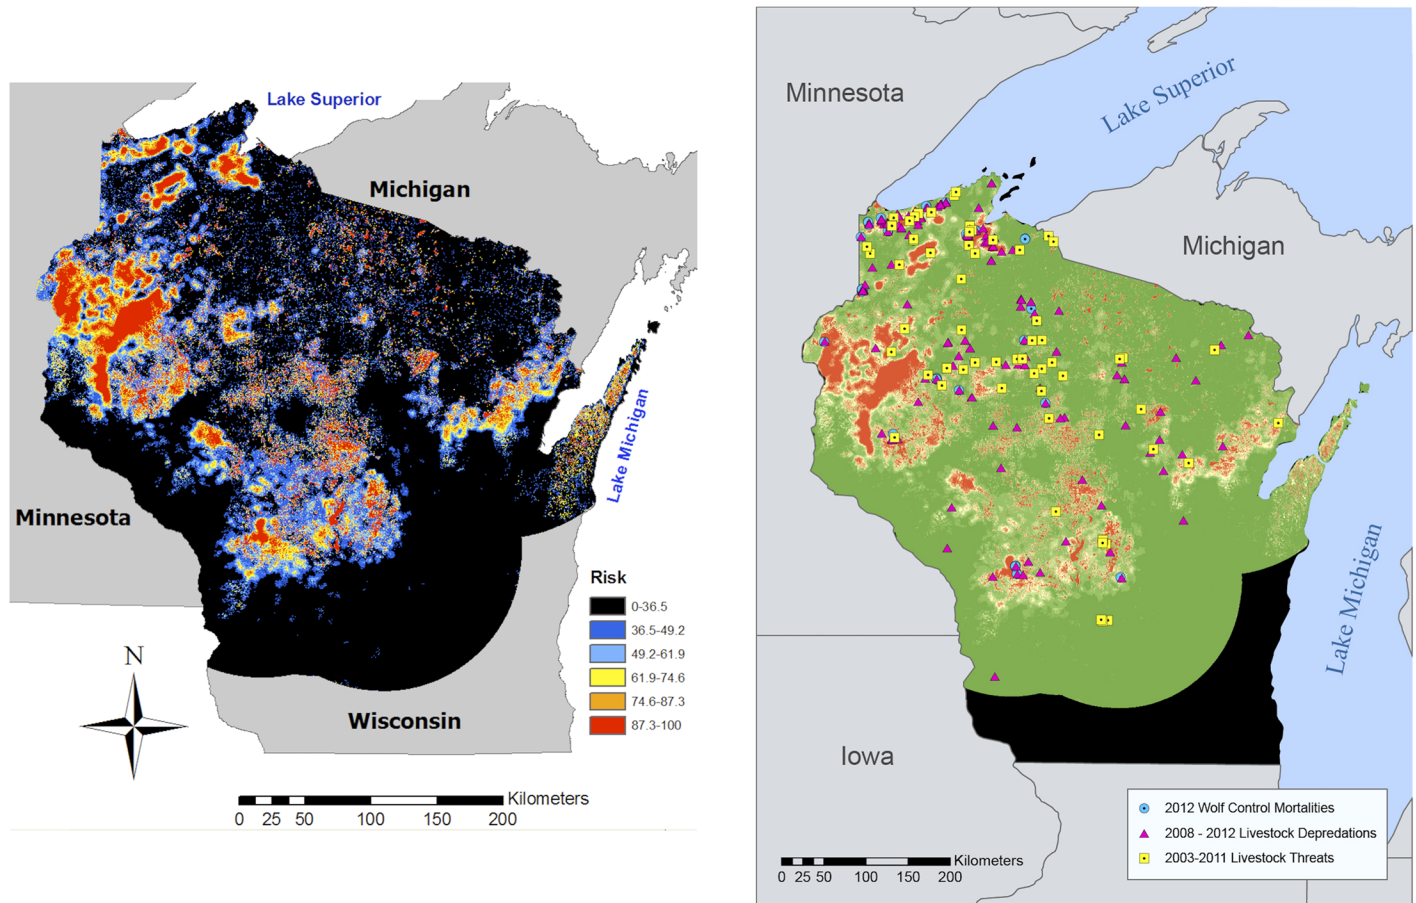 Lake Superior
Michigan
Lake Michigan
Minnesota
Wisconsin
Risk
0-36.5
36.5-49.2
49.2-61.9
61.9-74.6
74.6-87.3
87.3-100
N
Kilometers
0 25 50 100 150 200
Minnesota
Lake Superior
Michigan
Lake Michigan
Iowa
2012 Wolf Control Mortalities
2008 - 2012 Livestock Depredations
2003-2011 Livestock Threats
Kilometers
0 25 50 100 150 200